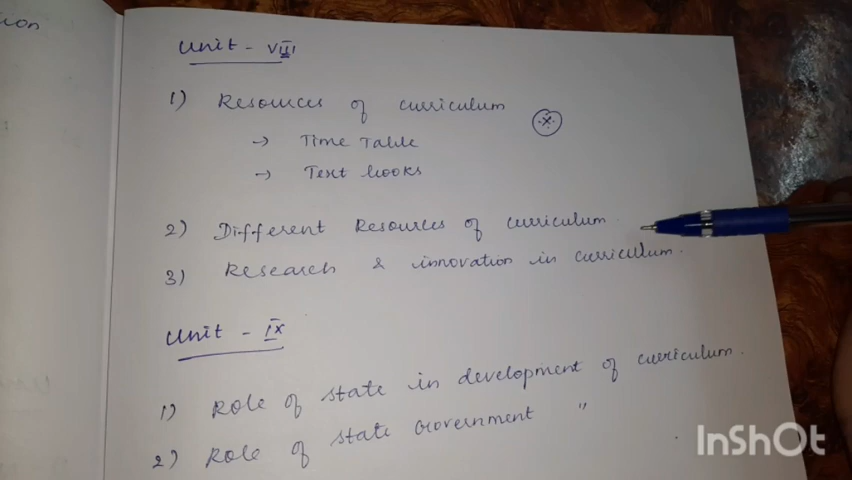 ion
Unit - VIII
1) Resources of curriculum
→ Time Table
→ Text books
2) Different Resources of curriculum.
3) Research & innovation in curriculum.
Unit - IX
1) Role of state in development of curriculum.
2) Role of state Government "
InShOt